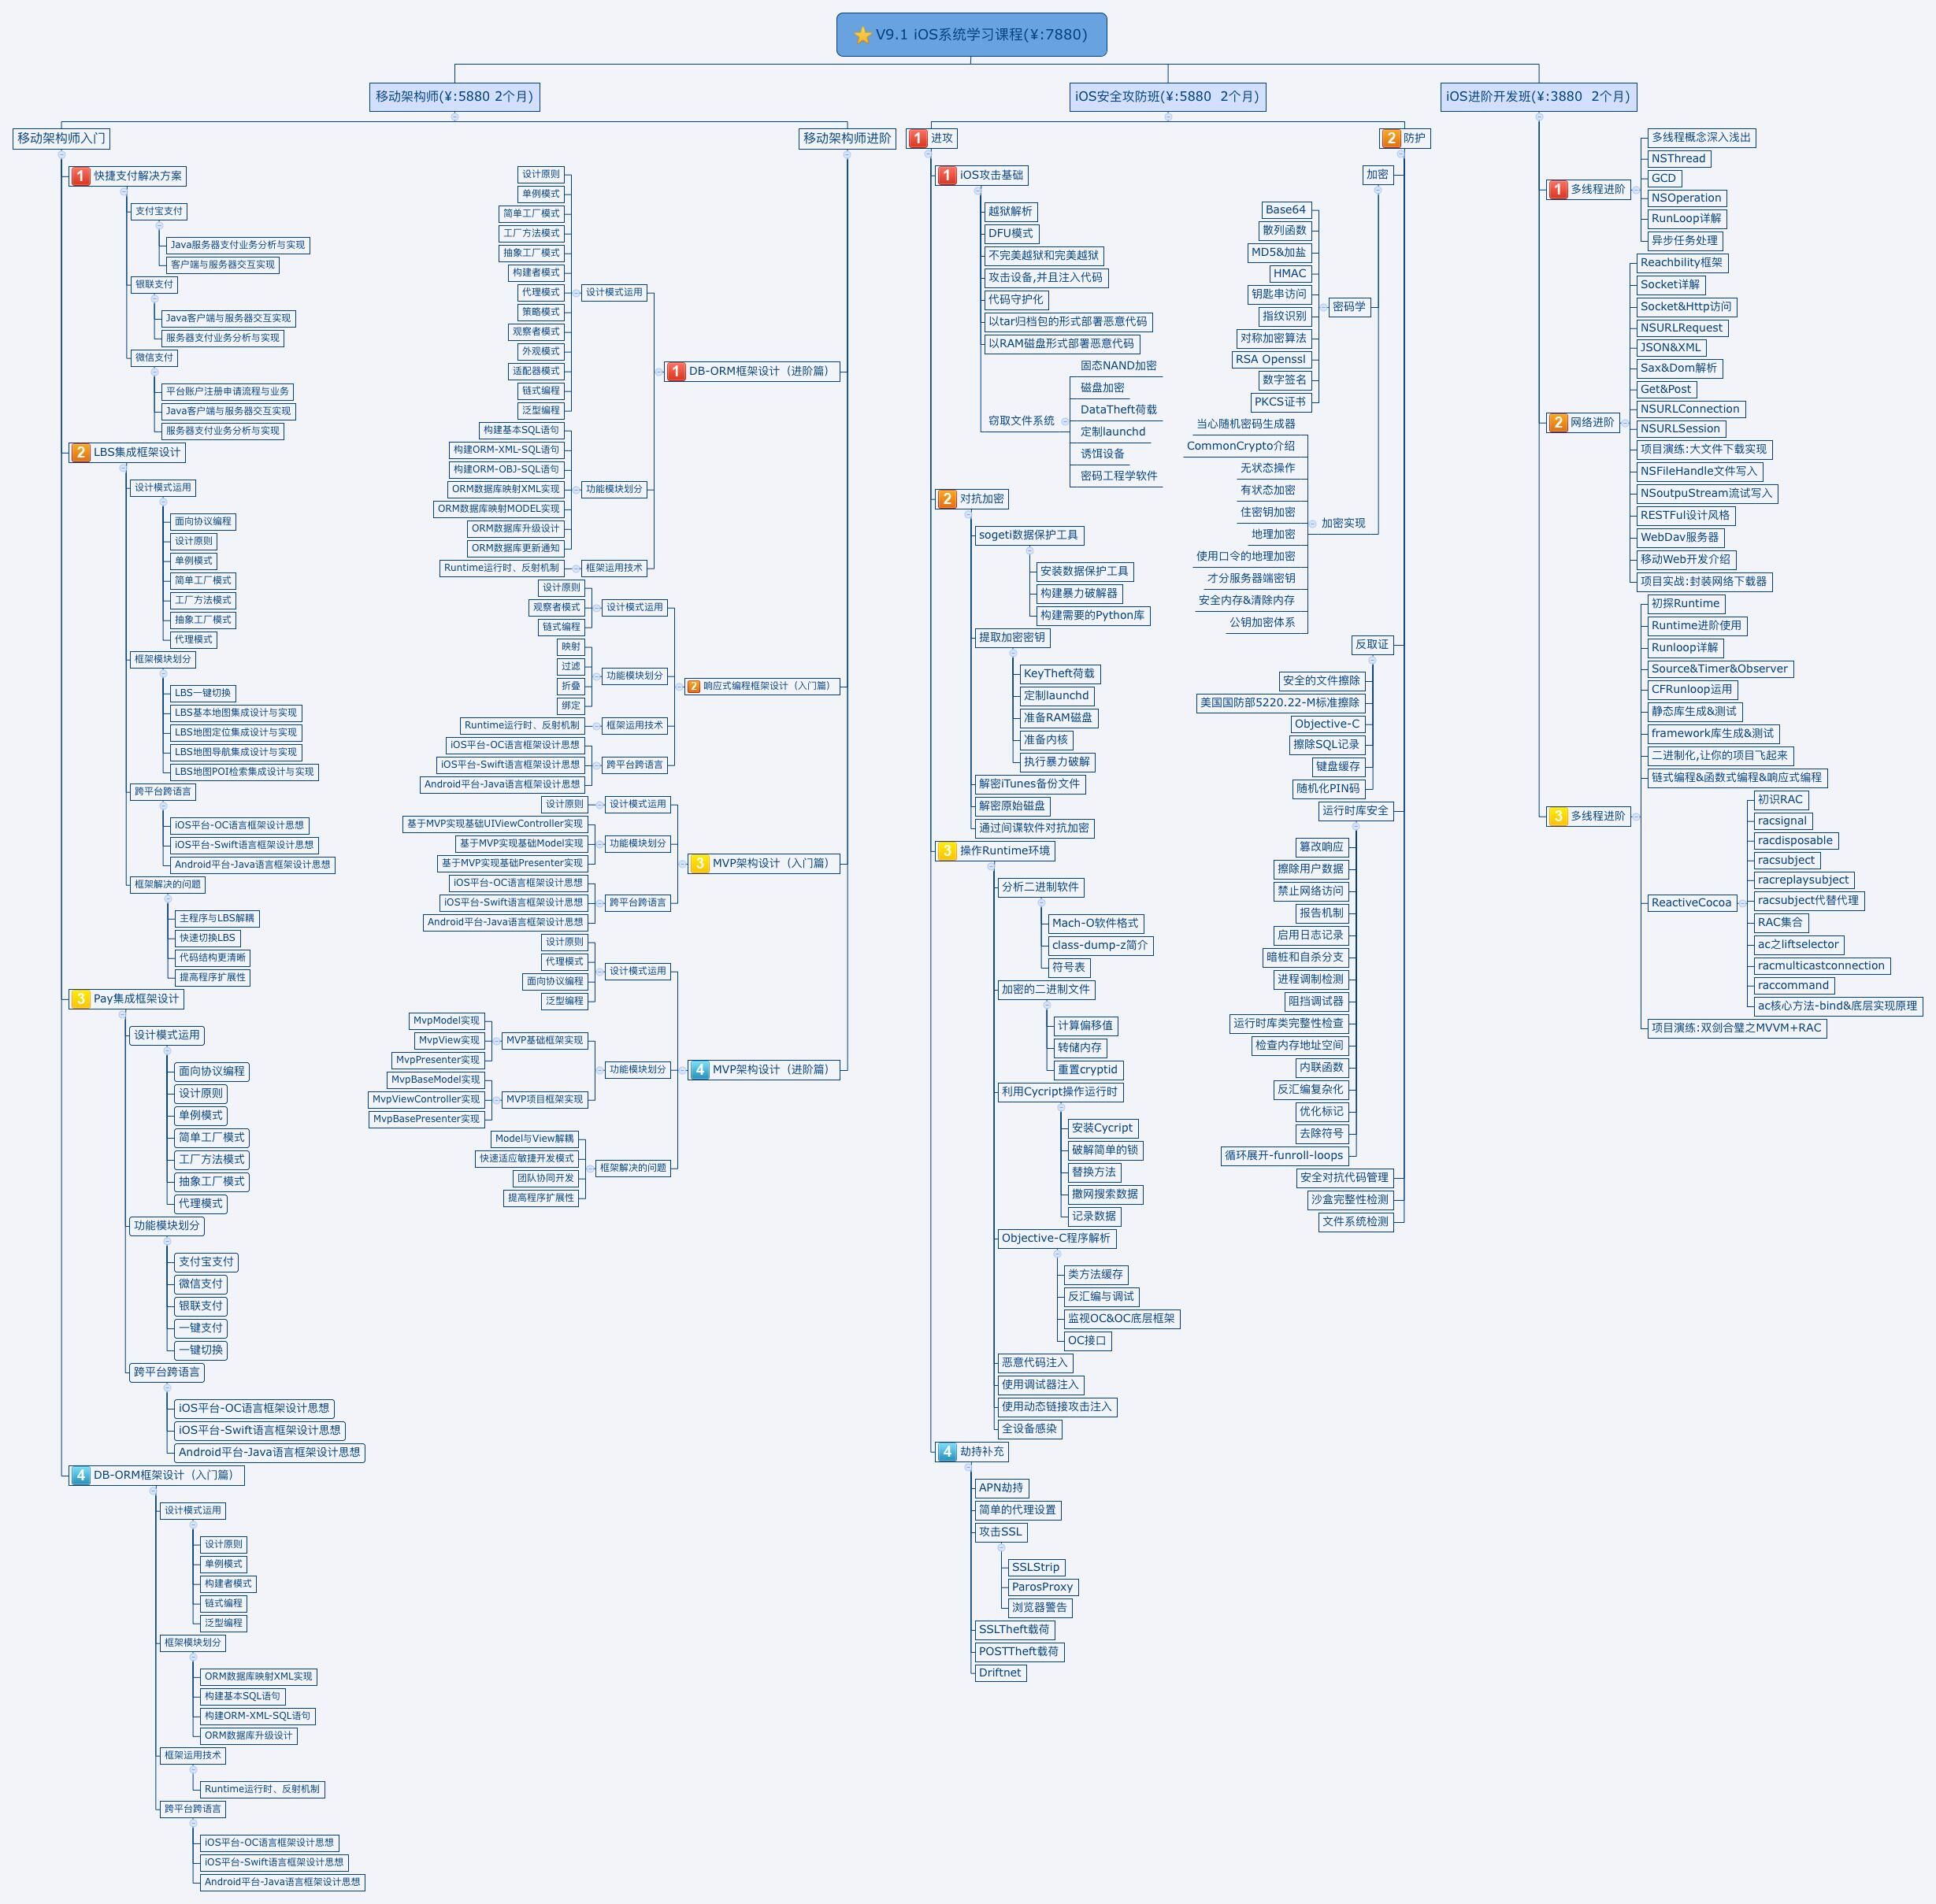 V9.1 iOS系统学习课程(¥:7880)
移动架构师(¥:5880 2个月)
移动架构师入门
1 快捷支付解决方案
支付宝支付
Java服务器支付业务分析与实现
客户端与服务器交互实现
银联支付
Java客户端与服务器交互实现
服务器支付业务分析与实现
微信支付
平台账户注册申请流程与业务
Java客户端与服务器交互实现
服务器支付业务分析与实现
2 LBS集成框架设计
设计模式运用
面向协议编程
设计原则
单例模式
简单工厂模式
工厂方法模式
抽象工厂模式
代理模式
框架模块划分
LBS一键切换
LBS基本地图集成设计与实现
LBS地图定位集成设计与实现
LBS地图导航集成设计与实现
LBS地图POI检索集成设计与实现
跨平台跨语言
iOS平台-OC语言框架设计思想
iOS平台-Swift语言框架设计思想
Android平台-Java语言框架设计思想
框架解决的问题
主程序与LBS解耦
快速切换LBS
代码结构更清晰
提高程序扩展性
3 Pay集成框架设计
设计模式运用
面向协议编程
设计原则
单例模式
简单工厂模式
工厂方法模式
抽象工厂模式
代理模式
功能模块划分
支付宝支付
微信支付
银联支付
一键支付
一键切换
跨平台跨语言
iOS平台-OC语言框架设计思想
iOS平台-Swift语言框架设计思想
Android平台-Java语言框架设计思想
4 DB-ORM框架设计（入门篇）
设计模式运用
设计原则
单例模式
构建者模式
链式编程
泛型编程
框架模块划分
ORM数据库映射XML实现
构建基本SQL语句
构建ORM-XML-SQL语句
ORM数据库升级设计
框架运用技术
Runtime运行时、反射机制
跨平台跨语言
iOS平台-OC语言框架设计思想
iOS平台-Swift语言框架设计思想
Android平台-Java语言框架设计思想
移动架构师进阶
1 DB-ORM框架设计（进阶篇）
设计模式运用
设计原则
单例模式
简单工厂模式
工厂方法模式
抽象工厂模式
构建者模式
代理模式
策略模式
观察者模式
外观模式
适配器模式
链式编程
泛型编程
功能模块划分
构建基本SQL语句
构建ORM-XML-SQL语句
构建ORM-OBJ-SQL语句
ORM数据库映射XML实现
ORM数据库映射MODEL实现
ORM数据库升级设计
ORM数据库更新通知
框架运用技术
Runtime运行时、反射机制
2 响应式编程框架设计（入门篇）
设计模式运用
设计原则
观察者模式
链式编程
功能模块划分
映射
过滤
折叠
绑定
框架运用技术
Runtime运行时、反射机制
跨平台跨语言
iOS平台-OC语言框架设计思想
iOS平台-Swift语言框架设计思想
Android平台-Java语言框架设计思想
3 MVP架构设计（入门篇）
设计模式运用
设计原则
功能模块划分
基于MVP实现基础UIViewController实现
基于MVP实现基础Model实现
基于MVP实现基础Presenter实现
跨平台跨语言
iOS平台-OC语言框架设计思想
iOS平台-Swift语言框架设计思想
Android平台-Java语言框架设计思想
4 MVP架构设计（进阶篇）
设计模式运用
设计原则
代理模式
面向协议编程
泛型编程
功能模块划分
MVP基础框架实现
MvpModel实现
MvpView实现
MvpPresenter实现
MVP项目框架实现
MvpBaseModel实现
MvpViewController实现
MvpBasePresenter实现
框架解决的问题
Model与View解耦
快速适应敏捷开发模式
团队协同开发
提高程序扩展性
iOS安全攻防班(¥:5880 2个月)
1 进攻
1 iOS攻击基础
越狱解析
DFU模式
不完美越狱和完美越狱
攻击设备,并且注入代码
代码守护化
以tar归档包的形式部署恶意代码
以RAM磁盘形式部署恶意代码
窃取文件系统
固态NAND加密
磁盘加密
DataTheft荷载
定制launchd
诱饵设备
密码工程学软件
2 对抗加密
sogeti数据保护工具
安装数据保护工具
构建暴力破解器
构建需要的Python库
提取加密密钥
KeyTheft荷载
定制launchd
准备RAM磁盘
准备内核
执行暴力破解
解密iTunes备份文件
解密原始磁盘
通过间谍软件对抗加密
3 操作Runtime环境
分析二进制软件
Mach-O软件格式
class-dump-z简介
符号表
加密的二进制文件
计算偏移值
转储内存
重置cryptid
利用Cycript操作运行时
安装Cycript
破解简单的锁
替换方法
撒网搜索数据
记录数据
Objective-C程序解析
类方法缓存
反汇编与调试
监视OC&OC底层框架
OC接口
恶意代码注入
使用调试器注入
使用动态链接攻击注入
全设备感染
4 劫持补充
APN劫持
简单的代理设置
攻击SSL
SSLStrip
ParosProxy
浏览器警告
SSLTheft载荷
POSTTheft载荷
Driftnet
2 防护
加密
密码学
Base64
散列函数
MD5&加盐
HMAC
钥匙串访问
指纹识别
对称加密算法
RSA Openssl
数字签名
PKCS证书
加密实现
当心随机密码生成器
CommonCrypto介绍
无状态操作
有状态加密
住密钥加密
地理加密
使用口令的地理加密
才分服务器端密钥
安全内存&清除内存
公钥加密体系
反取证
安全的文件擦除
美国国防部5220.22-M标准擦除
Objective-C
擦除SQL记录
键盘缓存
随机化PIN码
运行时库安全
篡改响应
擦除用户数据
禁止网络访问
报告机制
启用日志记录
暗桩和自杀分支
进程调制检测
阻挡调试器
运行时库类完整性检查
检查内存地址空间
内联函数
反汇编复杂化
优化标记
去除符号
循环展开-funroll-loops
安全对抗代码管理
沙盒完整性检测
文件系统检测
iOS进阶开发班(¥:3880 2个月)
1 多线程进阶
多线程概念深入浅出
NSThread
GCD
NSOperation
RunLoop详解
异步任务处理
2 网络进阶
Reachbility框架
Socket详解
Socket&Http访问
NSURLRequest
JSON&XML
Sax&Dom解析
Get&Post
NSURLConnection
NSURLSession
项目演练:大文件下载实现
NSFileHandle文件写入
NSoutpuStream流试写入
RESTFul设计风格
WebDav服务器
移动Web开发介绍
项目实战:封装网络下载器
3 多线程进阶
初探Runtime
Runtime进阶使用
Runloop详解
Source&Timer&Observer
CFRunloop运用
静态库生成&测试
framework库生成&测试
二进制化,让你的项目飞起来
链式编程&函数式编程&响应式编程
ReactiveCocoa
初识RAC
racsignal
racdisposable
racsubject
racreplaysubject
racsubject代替代理
RAC集合
ac之liftselector
racmulticastconnection
raccommand
ac核心方法-bind&底层实现原理
项目演练:双剑合璧之MVVM+RAC